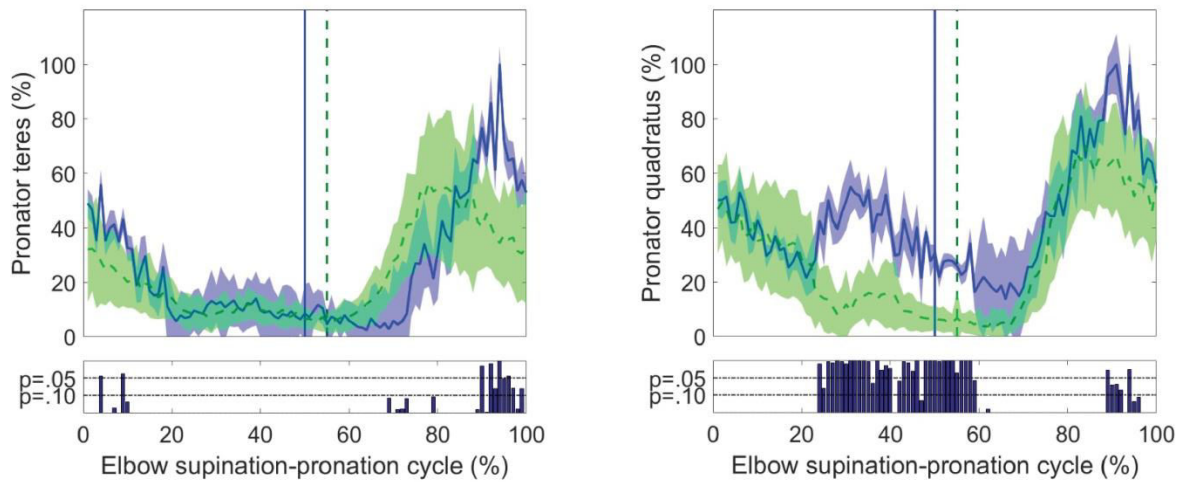 Pronator teres (%)
100
80
60
40
20
0
p=.05
p=.10
0 20 40 60 80 100
Elbow supination-pronation cycle (%)
Pronator quadratus (%)
100
80
60
40
20
0
p=.05
p=.10
0 20 40 60 80 100
Elbow supination-pronation cycle (%)